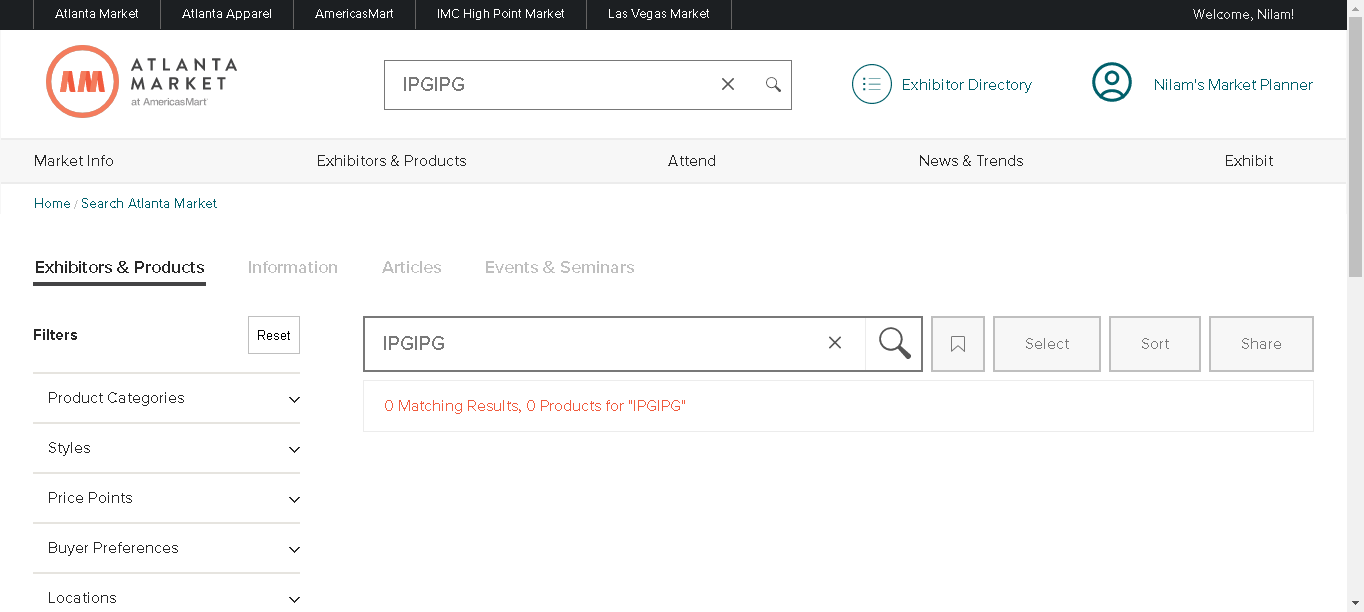 Atlanta Market Atlanta Apparel AmericasMart IMC High Point Market Las Vegas Market Welcome, Nilam!
AM ATLANTA
MARKET
at AmericasMart®
IPGIPG
Exhibitor Directory
Nilam's Market Planner
Market Info Exhibitors & Products Attend News & Trends Exhibit
Home / Search Atlanta Market
Exhibitors & Products Information Articles Events & Seminars
Filters Reset
IPGIPG Select Sort Share
0 Matching Results, 0 Products for "IPGIPG"
Product Categories
Styles
Price Points
Buyer Preferences
Locations